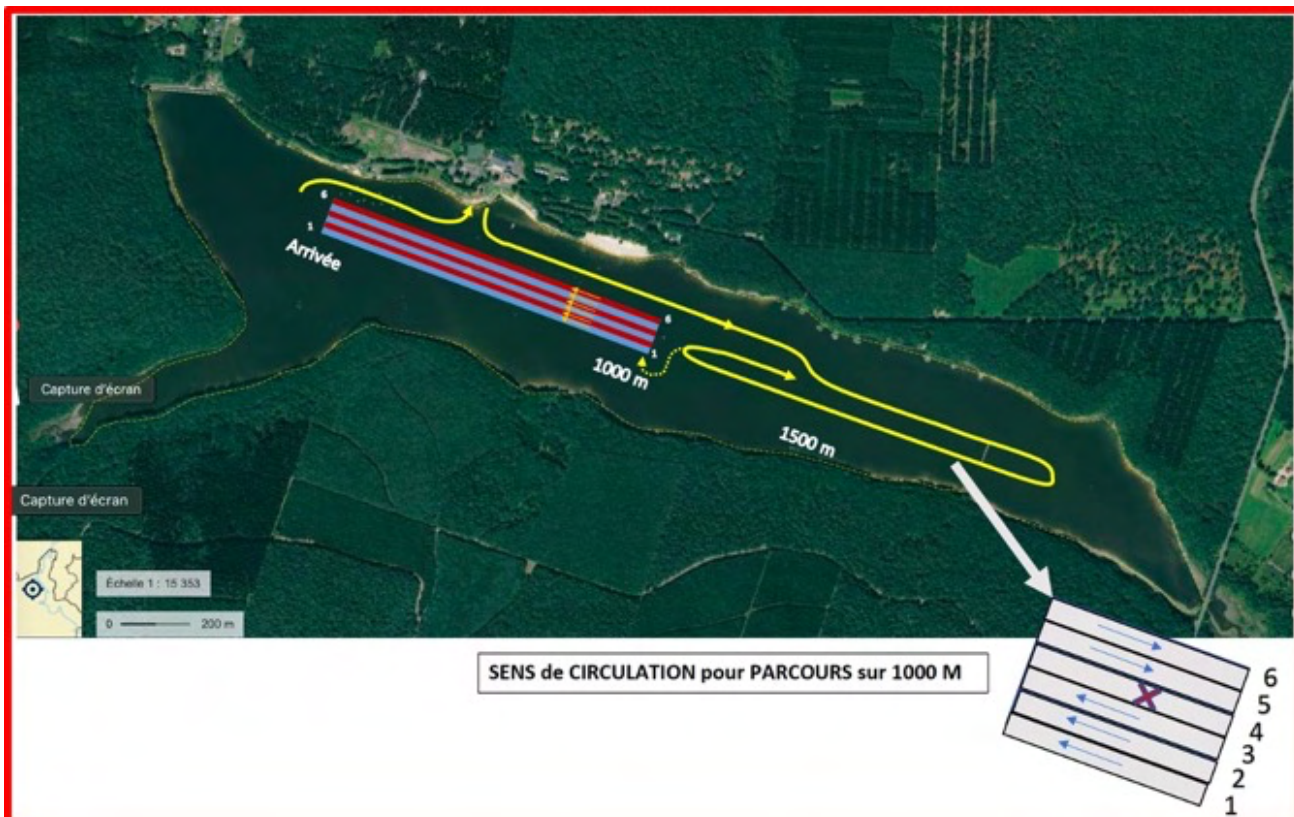 6
1
Arrivée
6
1
1000 m
1500 m
Capture d'écran
Capture d'écran
Échelle 1 : 15 353
0 200 m
SENS de CIRCULATION pour PARCOURS sur 1000 M
6
5
4
3
2
1